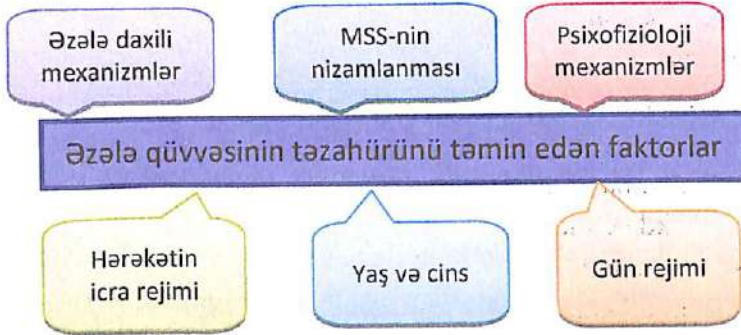 Əzələ daxili
mexanizmlər
MSS-nin
nizamlanması
Psixofizioloji
mexanizmlər
Əzələ qüvvəsinin təzahürünü təmin edən faktorlar
Hərəkətin
icra rejimi
Yaş və cins
Gün rejimi